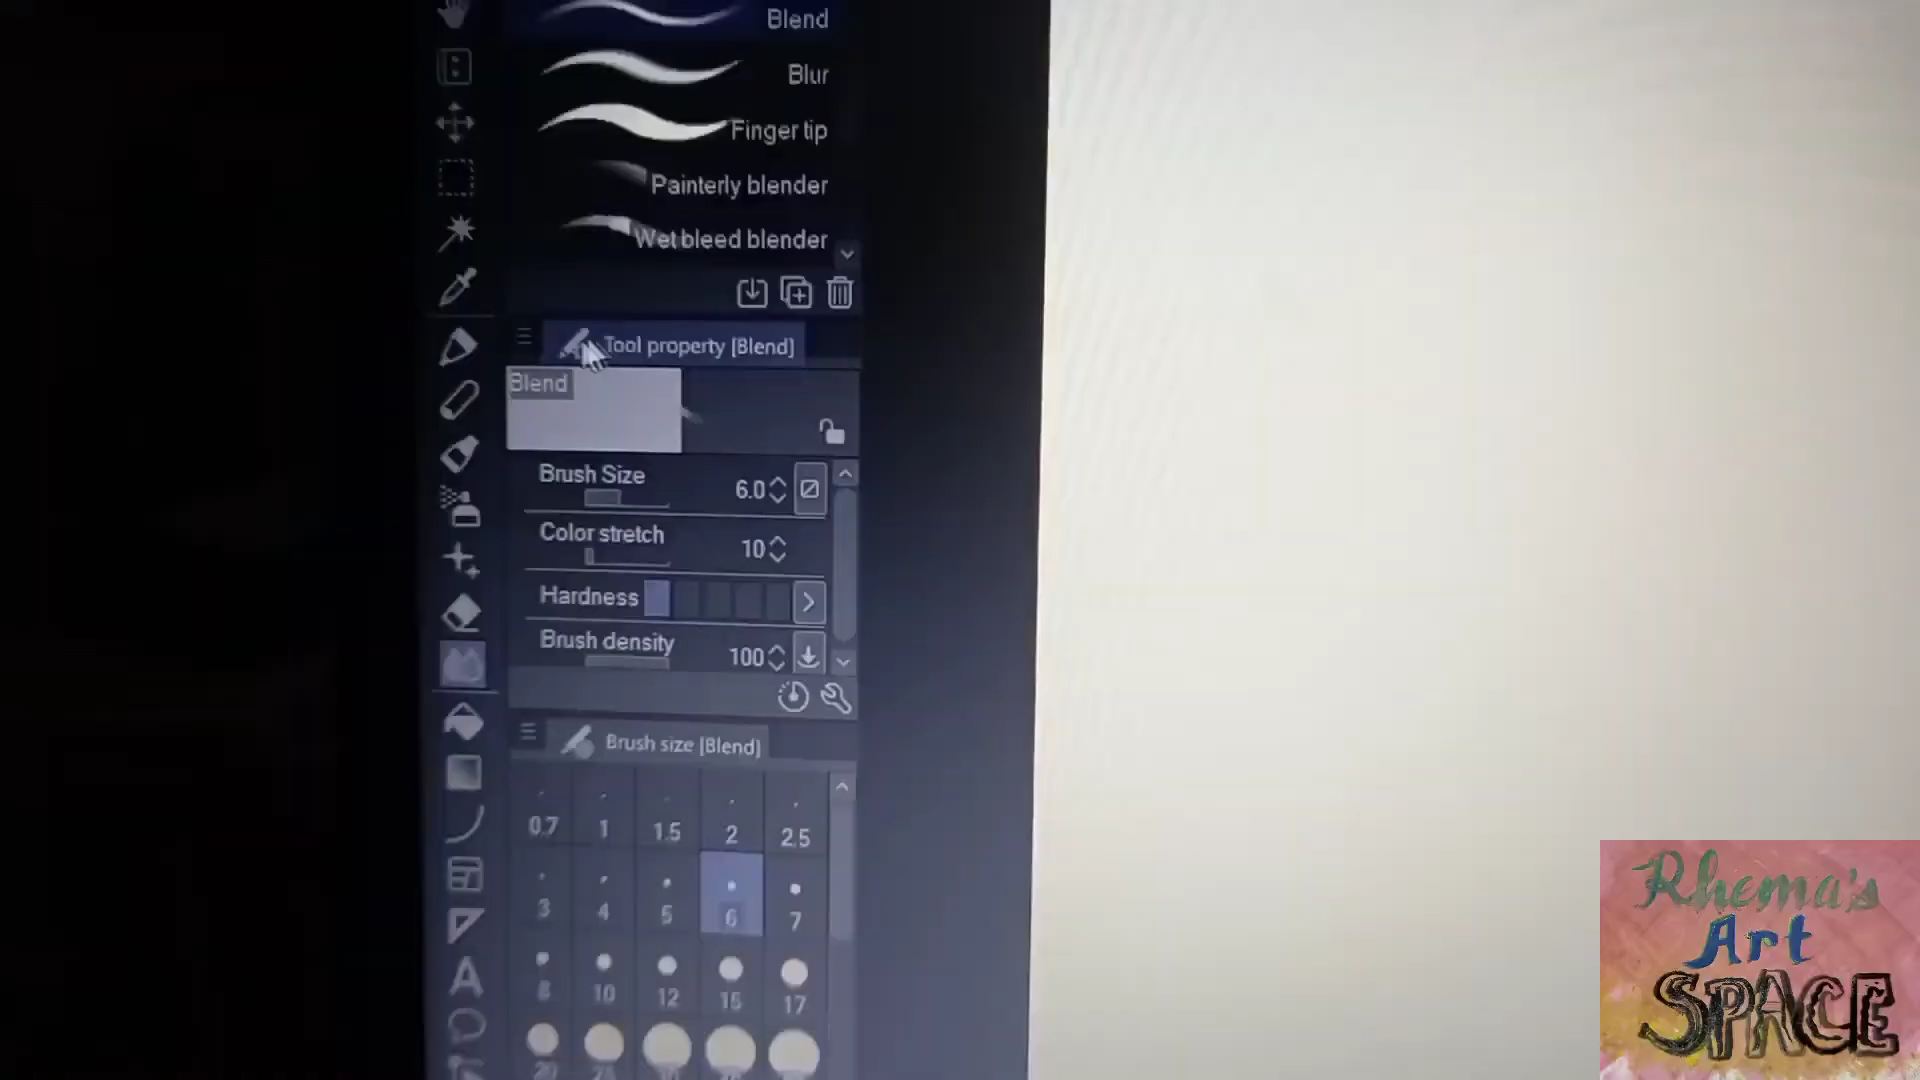 Blend
Blur
Finger tip
Painterly blender
Wet bleed blender
Tool property [Blend]
Blend
Brush Size 6.0
Color stretch 10
Hardness
Brush density 100
Brush size [Blend]
0.7 1 1.5 2 2.5
3 4 5 6 7
8 10 12 15 17
20
A
Rhema's
Art
SPACE